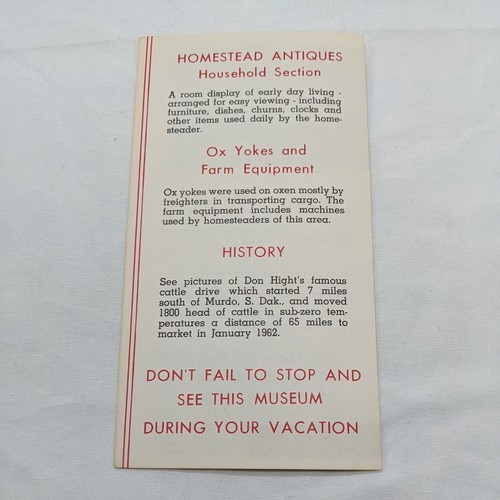 HOMESTEAD ANTIQUES
Household Section
A room display of early day living -
arranged for easy viewing - including
furniture, dishes, churns, clocks and
other items used daily by the home-
steader.
Ox Yokes and
Farm Equipment
Ox yokes were used on oxen mostly by
freighters in transporting cargo. The
farm equipment includes machines
used by homesteaders of this area.
HISTORY
See pictures of Don Hight's famous
cattle drive which started 7 miles
south of Murdo, S. Dak., and moved
1800 head of cattle in sub-zero tem-
peratures a distance of 65 miles to
market in January 1962.
DON'T FAIL TO STOP AND
SEE THIS MUSEUM
DURING YOUR VACATION